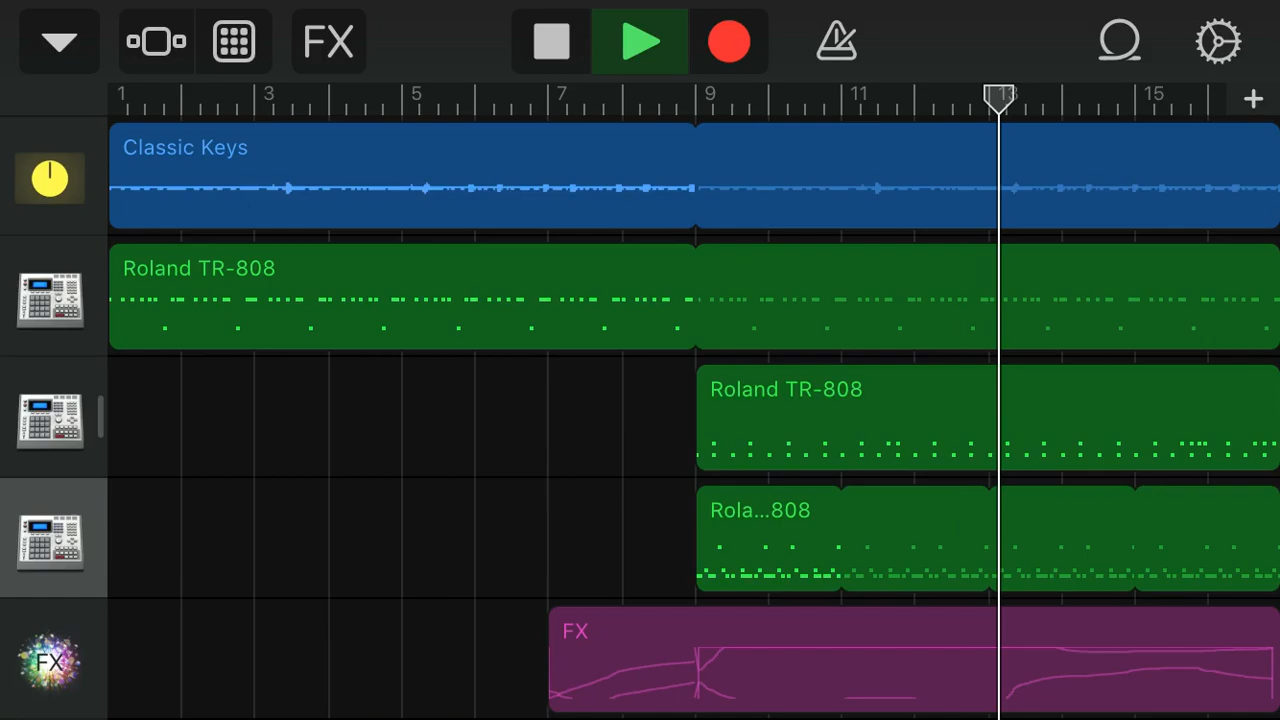 FX
1 3 5 7 9 11 13 15
Classic Keys
Roland TR-808
Roland TR-808
Rola...808
FX
FX